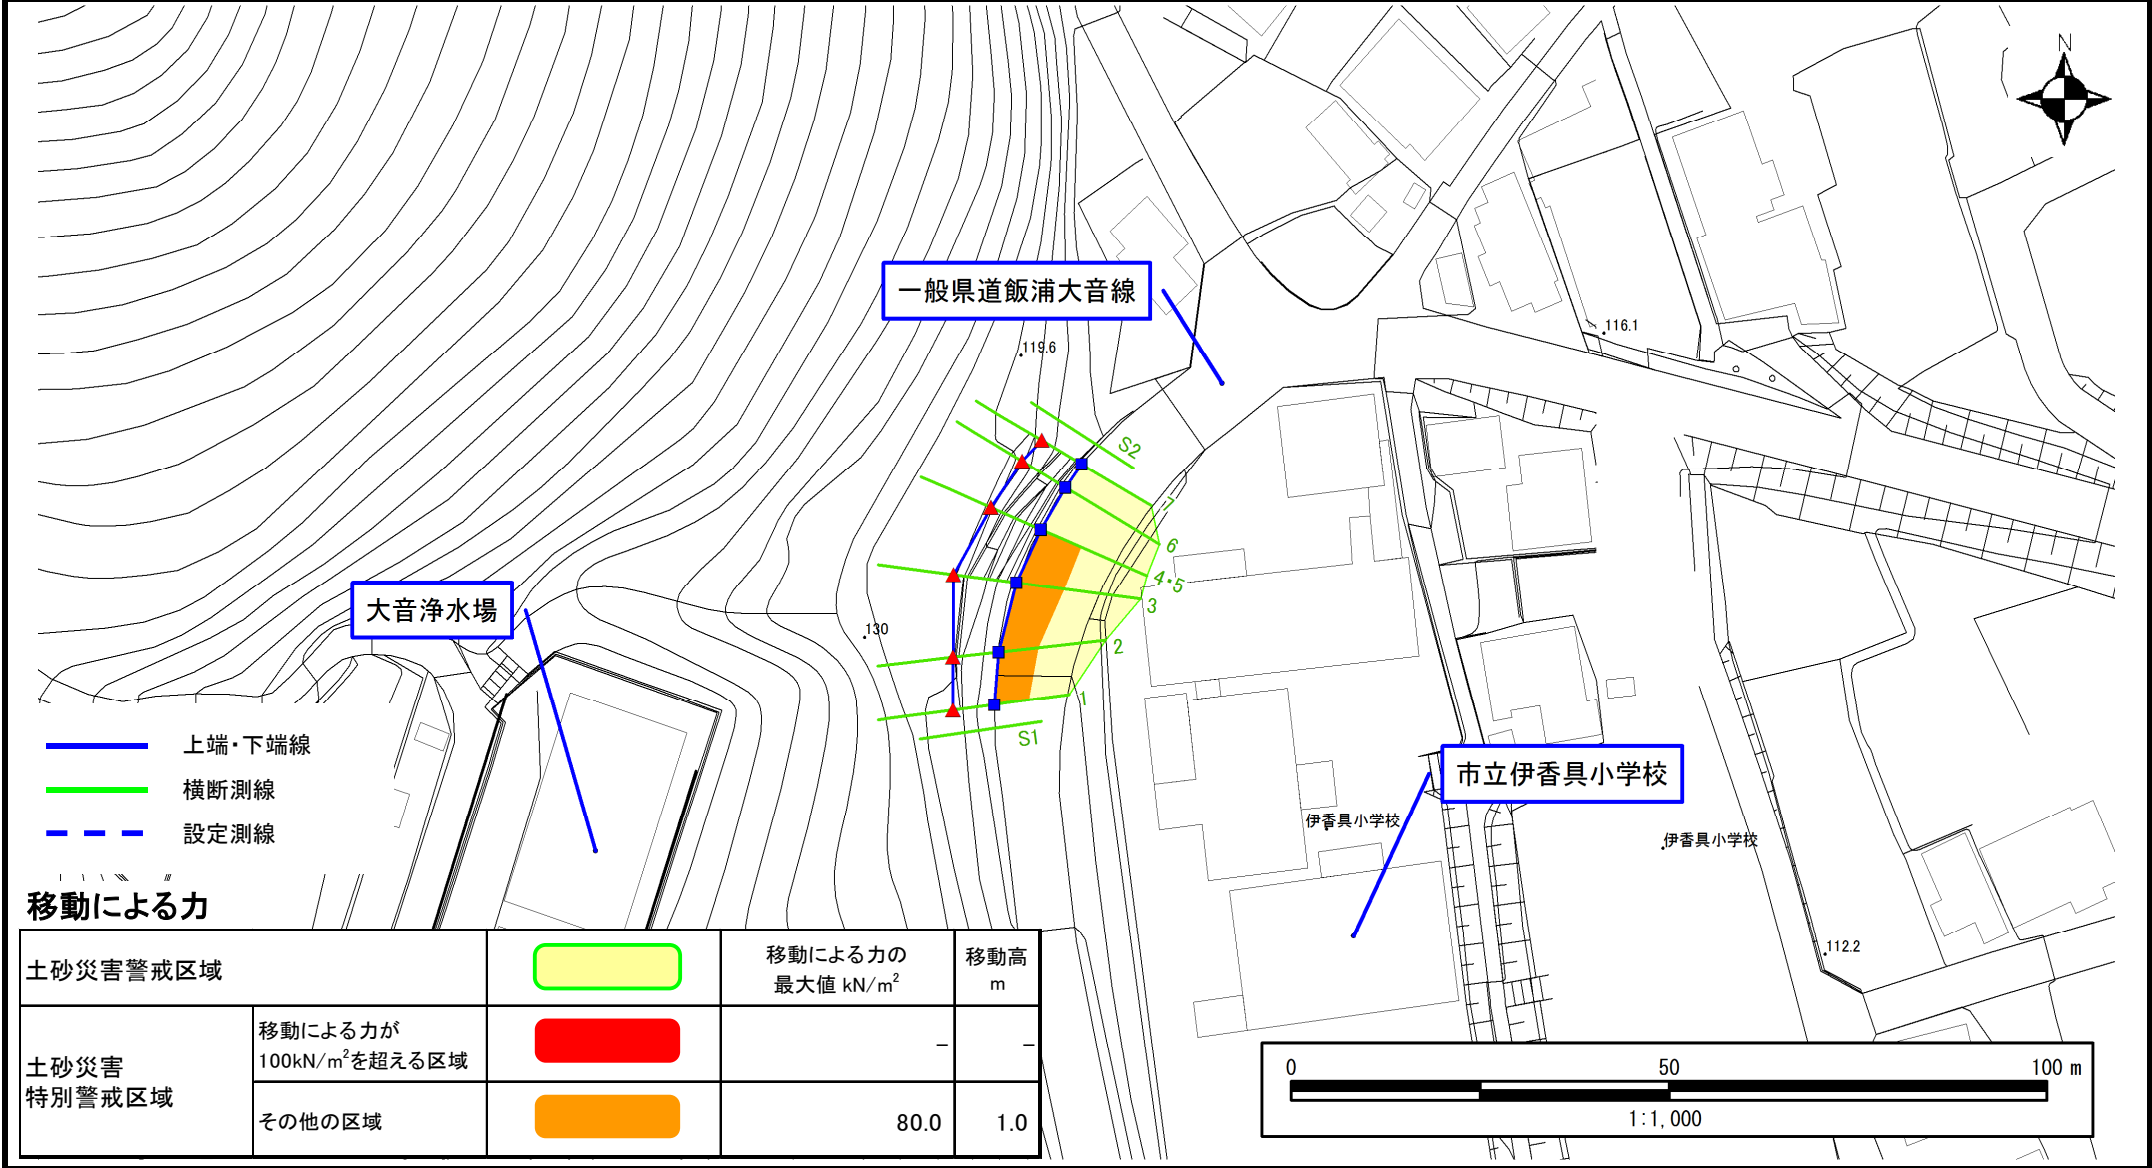 N
一般県道飯浦大音線
116.1
119.6
S2
7
6
4・5
3
2
1
S1
130
大音浄水場
上端・下端線
横断測線
設定測線
市立伊香具小学校
伊香具小学校
伊香具小学校
112.2
移動による力
土砂災害警戒区域
移動による力の
最大値 kN/m²
移動高
m
土砂災害
特別警戒区域
移動による力が
100kN/m²を超える区域
－
－
その他の区域
80.0
1.0
0 50 100 m
1:1,000